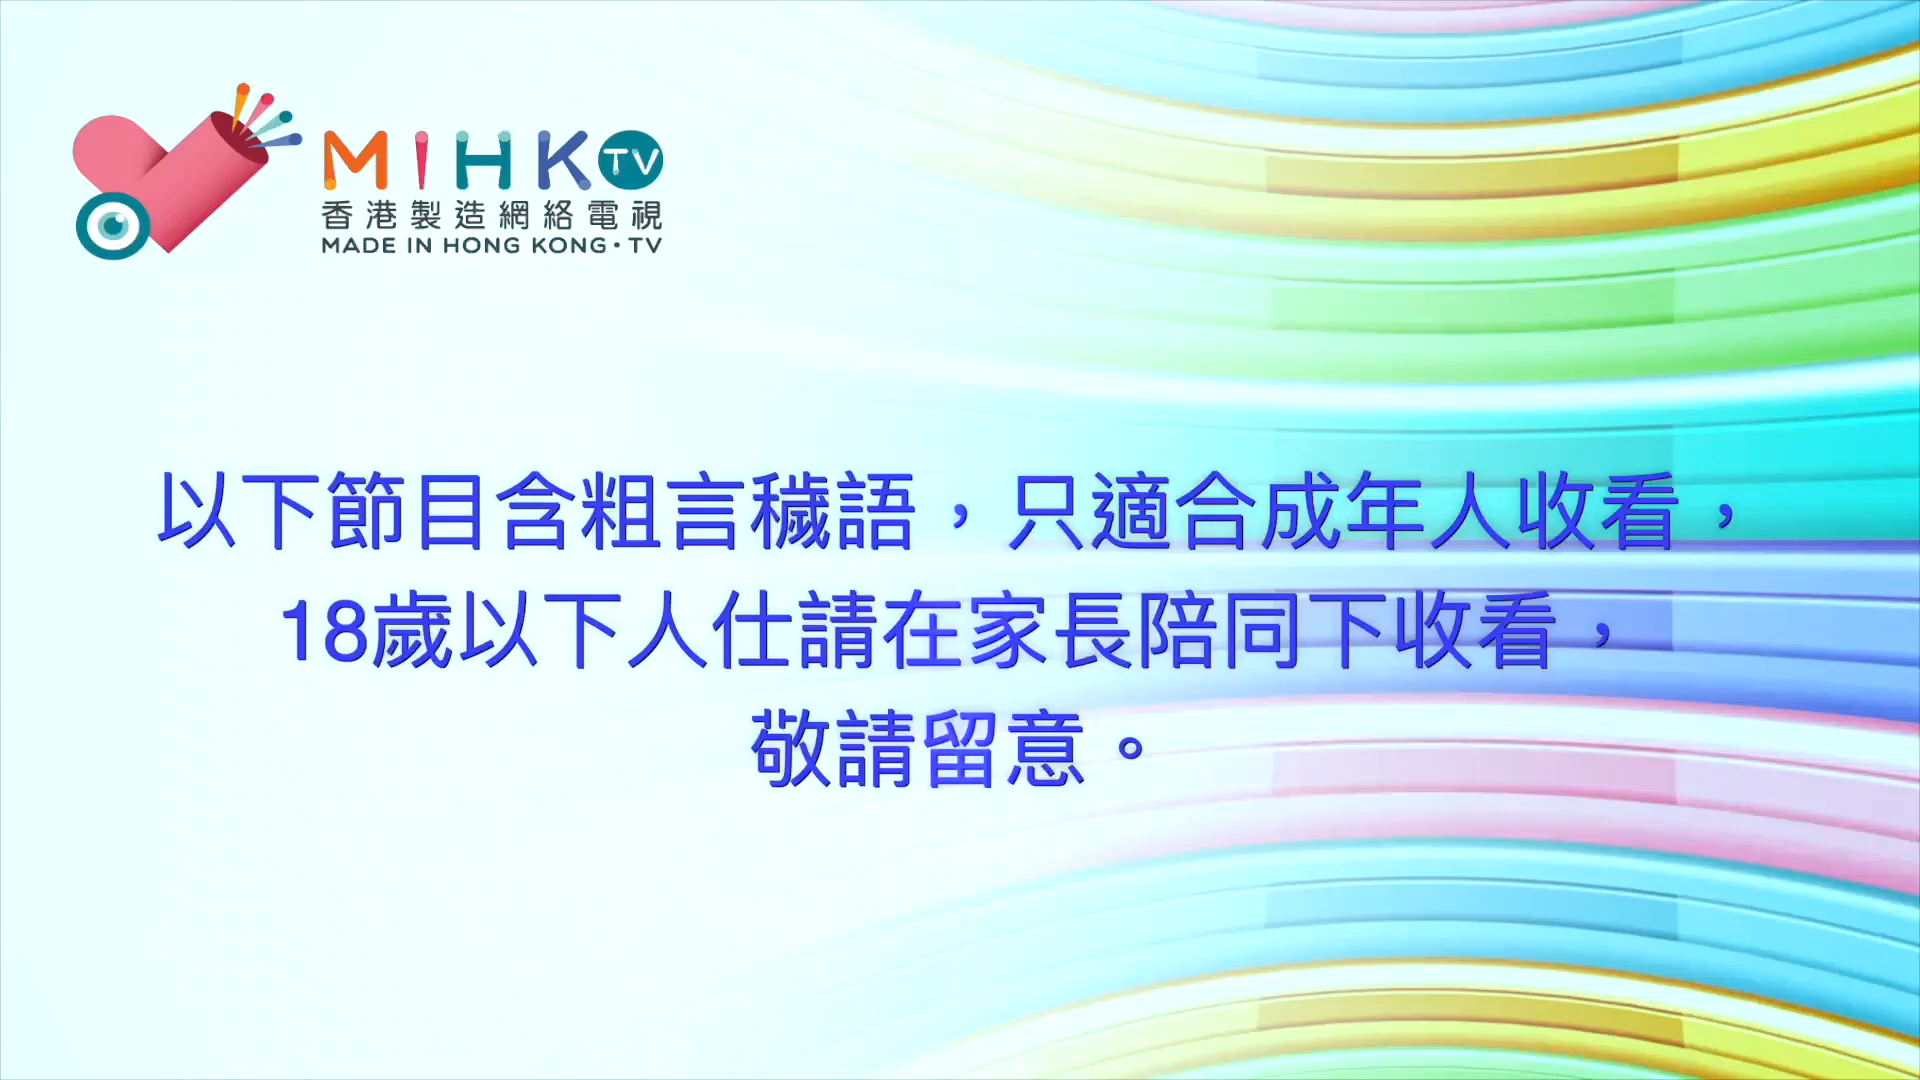 MIHK TV
香港製造網絡電視
MADE IN HONG KONG・TV
以下節目含粗言穢語，只適合成年人收看，
18歲以下人仕請在家長陪同下收看，
敬請留意。